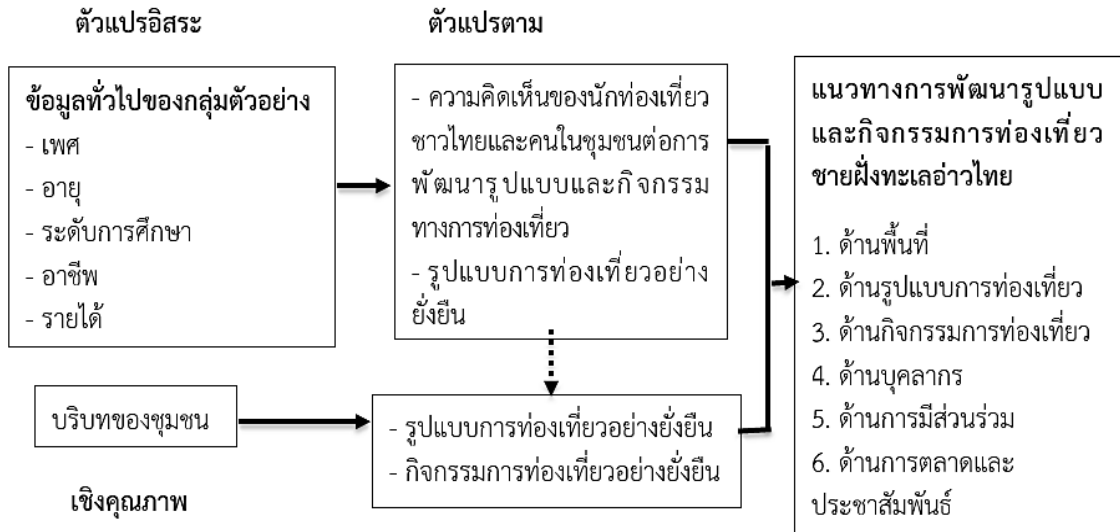 ตัวแปรอิสระ
ตัวแปรตาม
ข้อมูลทั่วไปของกลุ่มตัวอย่าง
- เพศ
- อายุ
- ระดับการศึกษา
- อาชีพ
- รายได้
- ความคิดเห็นของนักท่องเที่ยว
ชาวไทยและคนในชุมชนต่อการ
พัฒนารูปแบบและกิจกรรม
ทางการท่องเที่ยว
- รูปแบบการท่องเที่ยวอย่าง
ยั่งยืน
บริบทของชุมชน
- รูปแบบการท่องเที่ยวอย่างยั่งยืน
- กิจกรรมการท่องเที่ยวอย่างยั่งยืน
เชิงคุณภาพ
แนวทางการพัฒนารูปแบบ
และกิจกรรมการท่องเที่ยว
ชายฝั่งทะเลอ่าวไทย
1. ด้านพื้นที่
2. ด้านรูปแบบการท่องเที่ยว
3. ด้านกิจกรรมการท่องเที่ยว
4. ด้านบุคลากร
5. ด้านการมีส่วนร่วม
6. ด้านการตลาดและ
ประชาสัมพันธ์